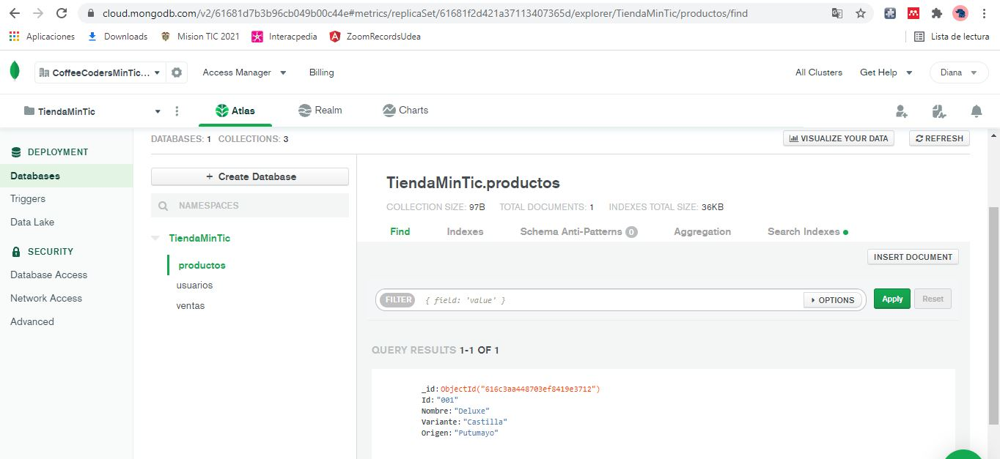 cloud.mongodb.com/v2/61681d7b3b96cb049b00c44e#metrics/replicaSet/61681f2d421a37113407365d/explorer/TiendaMinTic/productos/find
Aplicaciones Downloads Mision TIC 2021 Interacpedia ZoomRecordsUdea Lista de lectura
CoffeeCodersMinTic... Access Manager Billing All Clusters Get Help Diana
TiendaMinTic Atlas Realm Charts
DATABASES: 1 COLLECTIONS: 3 VISUALIZE YOUR DATA REFRESH
DEPLOYMENT
Databases
Triggers
Data Lake
SECURITY
Database Access
Network Access
Advanced
+ Create Database
NAMESPACES
TiendaMinTic
productos
usuarios
ventas
TiendaMinTic.productos
COLLECTION SIZE: 97B TOTAL DOCUMENTS: 1 INDEXES TOTAL SIZE: 36KB
Find Indexes Schema Anti-Patterns 0 Aggregation Search Indexes
INSERT DOCUMENT
FILTER { field: 'value' } OPTIONS Apply Reset
QUERY RESULTS 1-1 OF 1
_id: ObjectId("616c3aa448703ef8419e3712")
Id: "001"
Nombre: "Deluxe"
Variante: "Castilla"
Origen: "Putumayo"